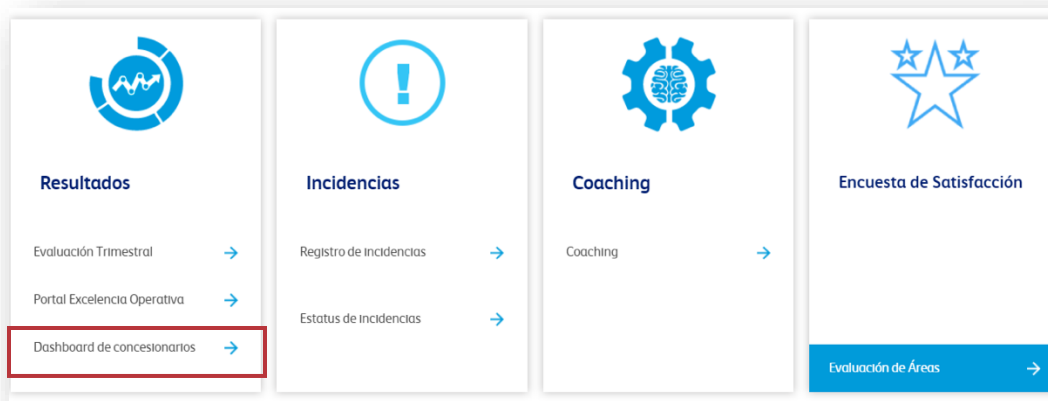 Resultados
Evaluación Trimestral
Portal Excelencia Operativa
Dashboard de concesionarios
Incidencias
Registro de incidencias
Estatus de incidencias
Coaching
Coaching
Encuesta de Satisfacción
Evaluación de Áreas